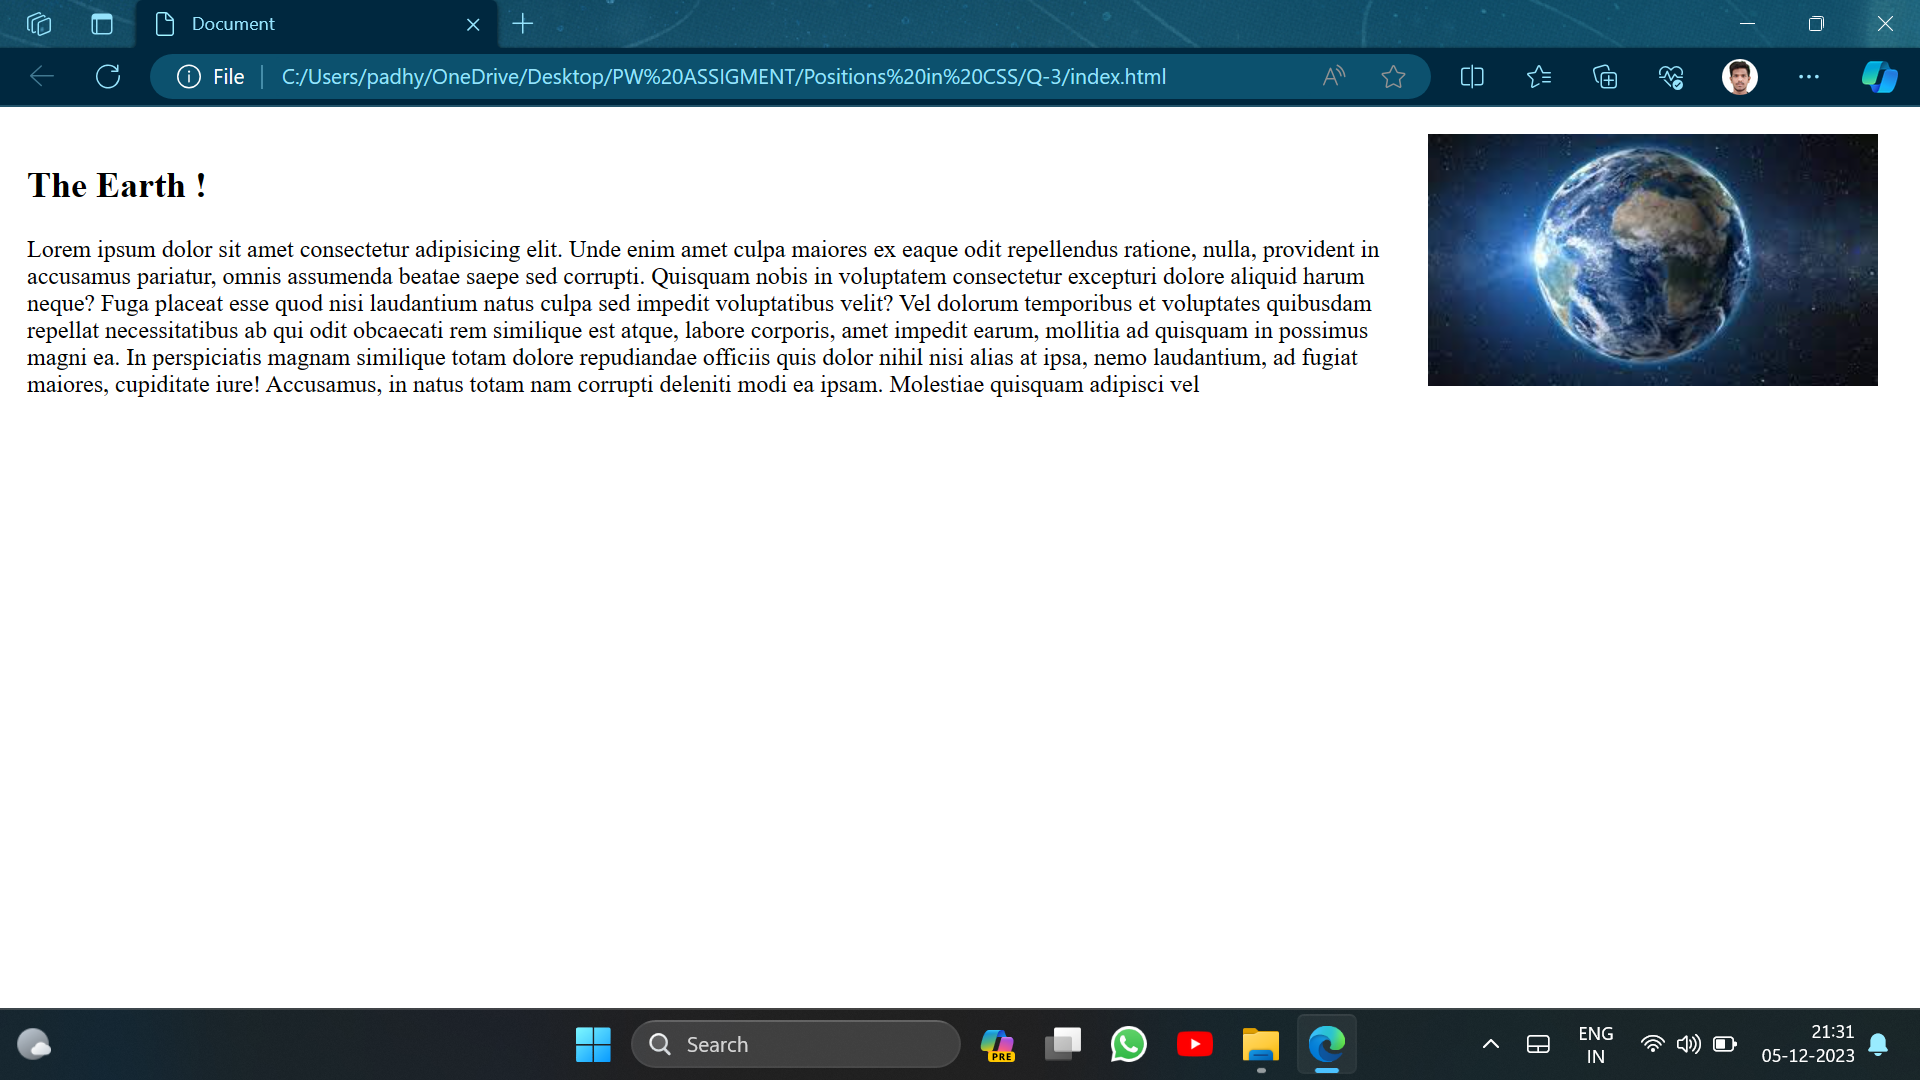 Document
File
C:/Users/padhy/OneDrive/Desktop/PW%20ASSIGMENT/Positions%20in%20CSS/Q-3/index.html
The Earth !
Lorem ipsum dolor sit amet consectetur adipisicing elit. Unde enim amet culpa maiores ex eaque odit repellendus ratione, nulla, provident in
accusamus pariatur, omnis assumenda beatae saepe sed corrupti. Quisquam nobis in voluptatem consectetur excepturi dolore aliquid harum
neque? Fuga placeat esse quod nisi laudantium natus culpa sed impedit voluptatibus velit? Vel dolorum temporibus et voluptates quibusdam
repellat necessitatibus ab qui odit obcaecati rem similique est atque, labore corporis, amet impedit earum, mollitia ad quisquam in possimus
magni ea. In perspiciatis magnam similique totam dolore repudiandae officiis quis dolor nihil nisi alias at ipsa, nemo laudantium, ad fugiat
maiores, cupiditate iure! Accusamus, in natus totam nam corrupti deleniti modi ea ipsam. Molestiae quisquam adipisci vel
Search
PRE
ENG
IN
21:31
05-12-2023